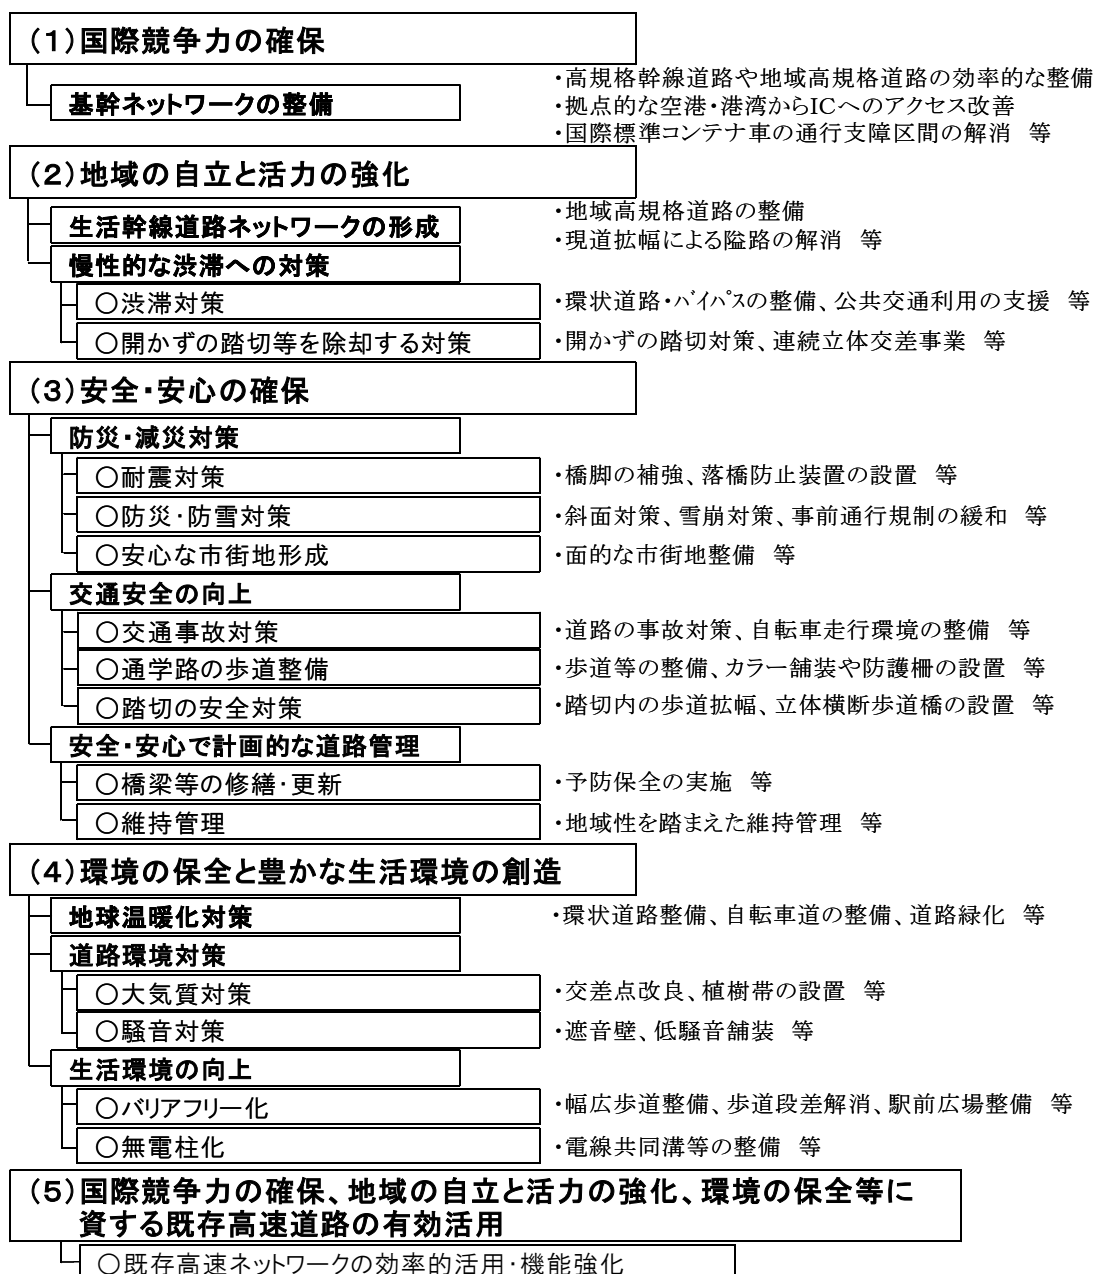 (1)国際競争力の確保
基幹ネットワークの整備
・高規格幹線道路や地域高規格道路の効率的な整備
・拠点的な空港・港湾からICへのアクセス改善
・国際標準コンテナ車の通行支障区間の解消 等
(2)地域の自立と活力の強化
生活幹線道路ネットワークの形成
・地域高規格道路の整備
・現道拡幅による隘路の解消 等
慢性的な渋滞への対策
○渋滞対策
・環状道路・バイパスの整備、公共交通利用の支援 等
○開かずの踏切等を除却する対策
・開かずの踏切対策、連続立体交差事業 等
(3)安全・安心の確保
防災・減災対策
○耐震対策
・橋脚の補強、落橋防止装置の設置 等
○防災・防雪対策
・斜面対策、雪崩対策、事前通行規制の緩和 等
○安心な市街地形成
・面的な市街地整備 等
交通安全の向上
○交通事故対策
・道路の事故対策、自転車走行環境の整備 等
○通学路の歩道整備
・歩道等の整備、カラー舗装や防護柵の設置 等
○踏切の安全対策
・踏切内の歩道拡幅、立体横断歩道橋の設置 等
安全・安心で計画的な道路管理
○橋梁等の修繕・更新
・予防保全の実施 等
○維持管理
・地域性を踏まえた維持管理 等
(4)環境の保全と豊かな生活環境の創造
地球温暖化対策
・環状道路整備、自転車道の整備、道路緑化 等
道路環境対策
○大気質対策
・交差点改良、植樹帯の設置 等
○騒音対策
・遮音壁、低騒音舗装 等
生活環境の向上
○バリアフリー化
・幅広歩道整備、歩道段差解消、駅前広場整備 等
○無電柱化
・電線共同溝等の整備 等
(5)国際競争力の確保、地域の自立と活力の強化、環境の保全等に
資する既存高速道路の有効活用
○既存高速ネットワークの効率的活用・機能強化